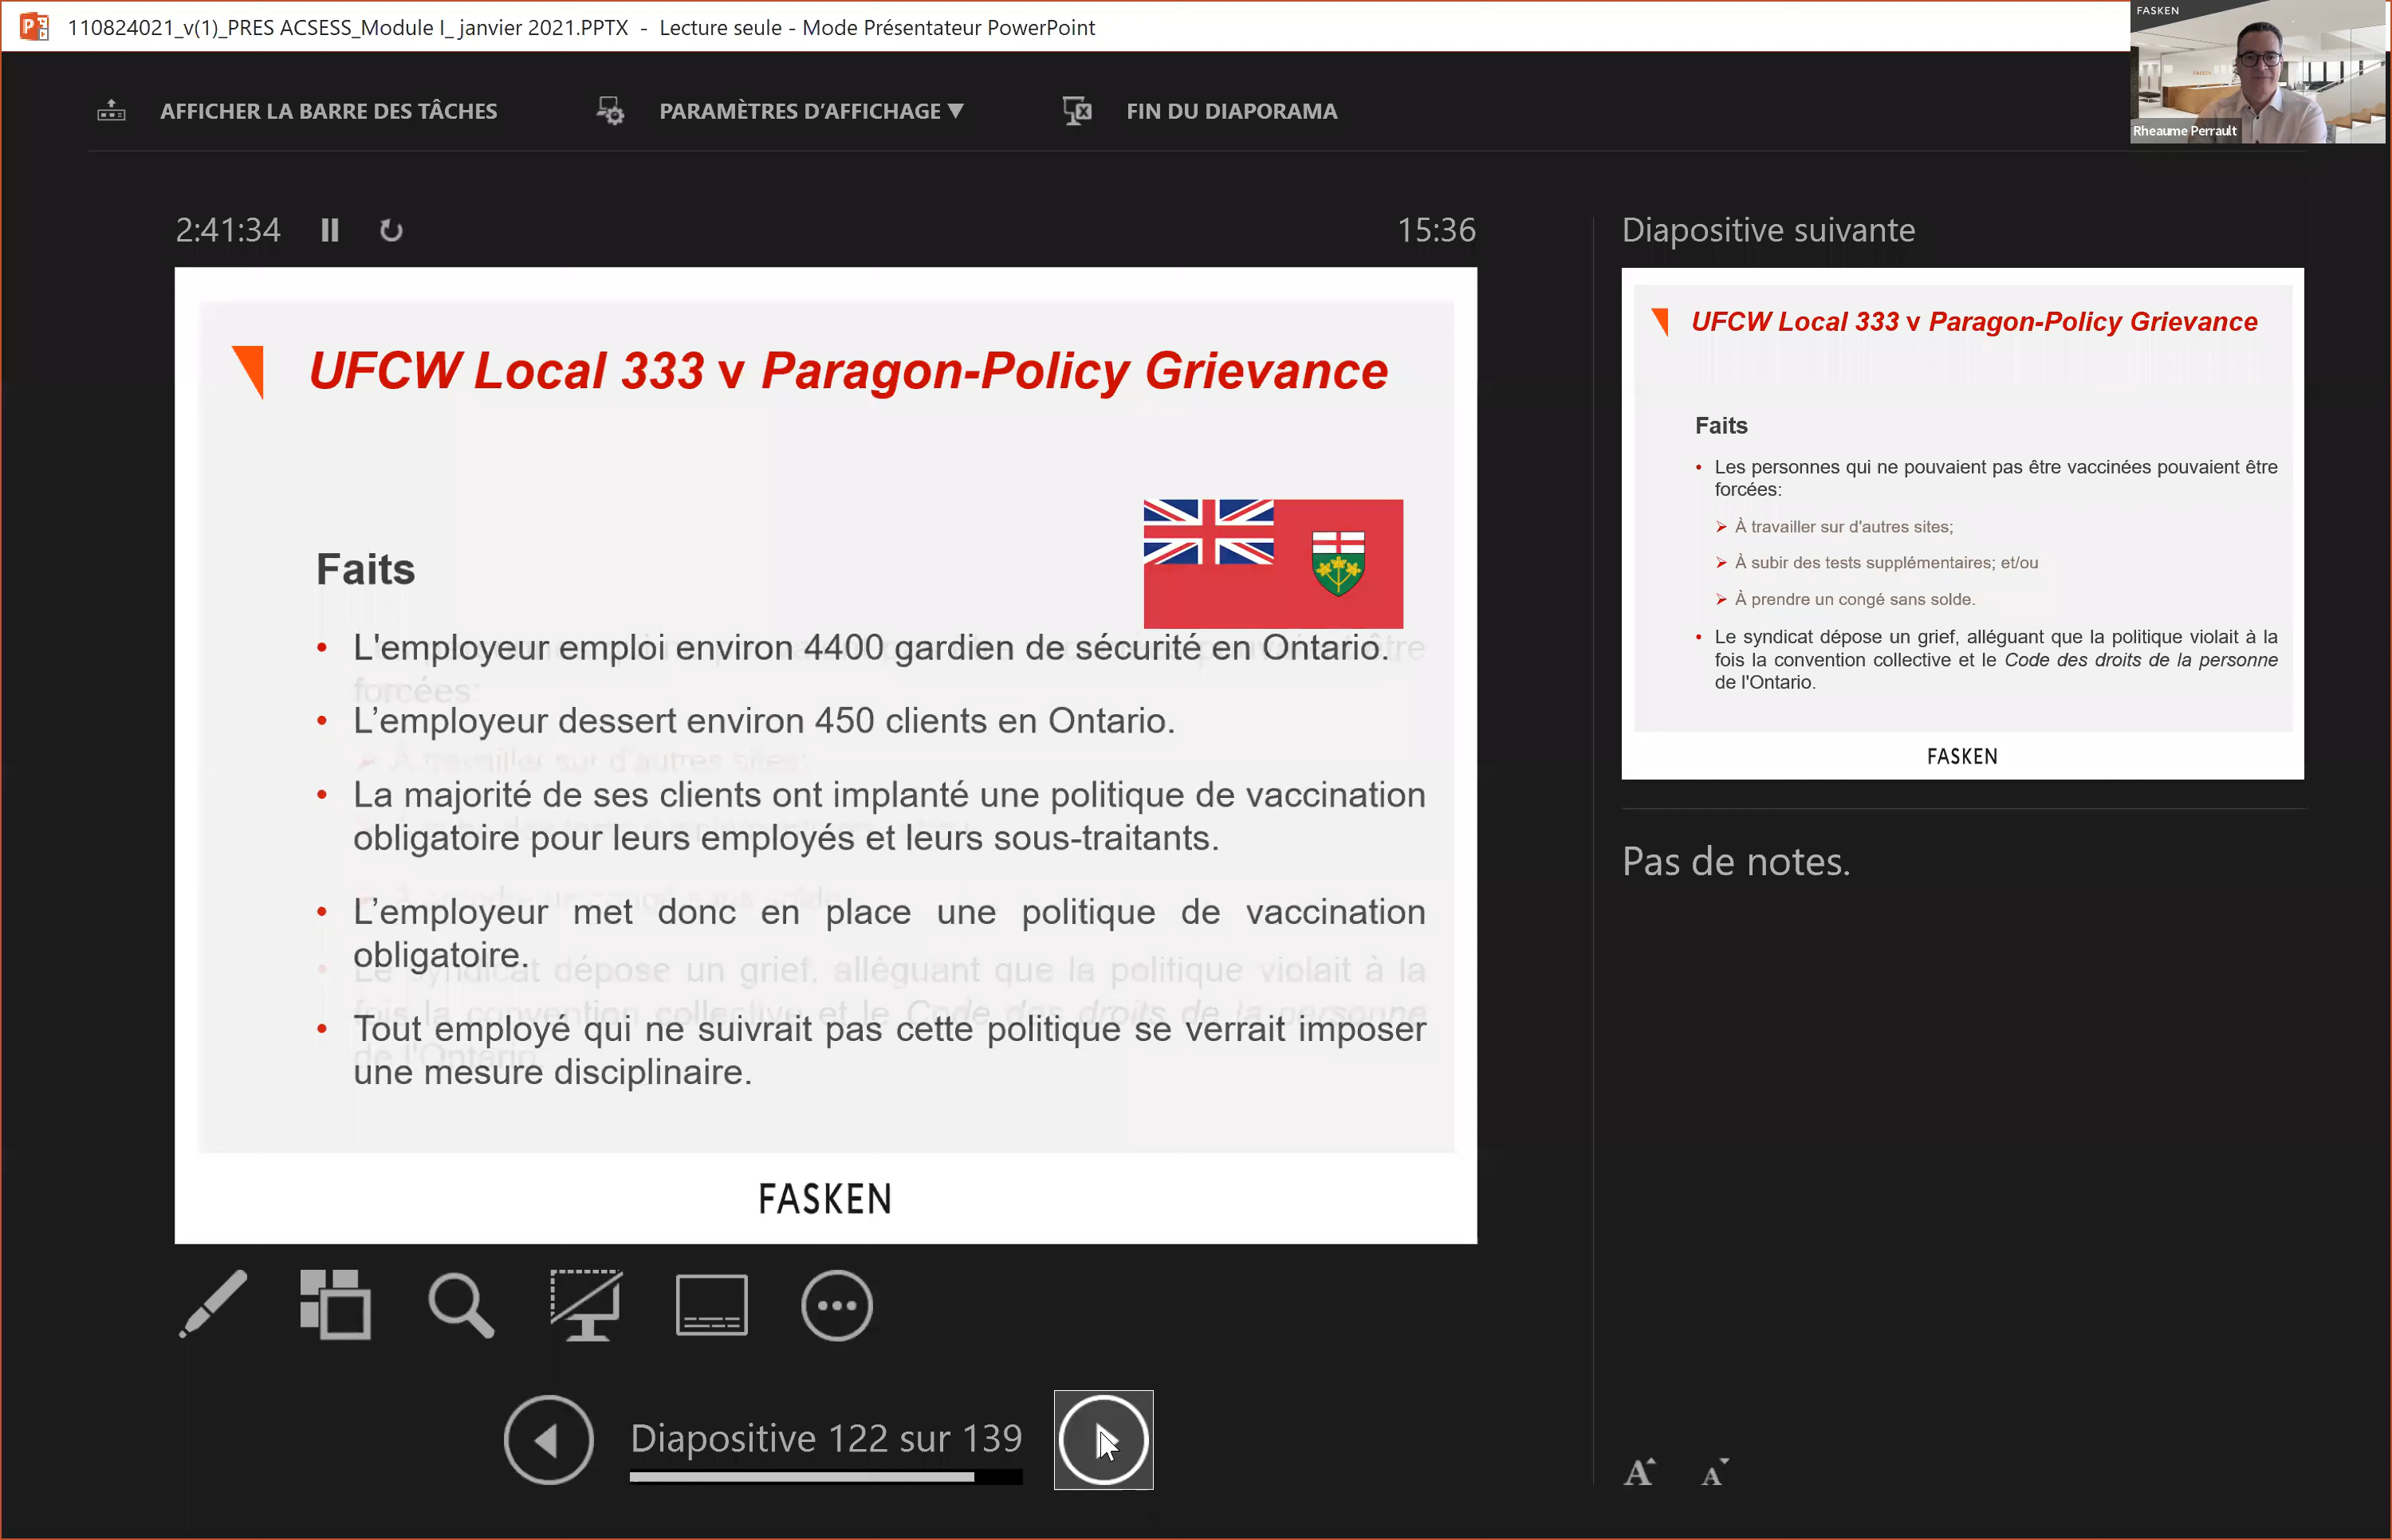 110824021_v(1)_PRES ACSESS_Module I_ janvier 2021.PPTX - Lecture seule - Mode Présentateur PowerPoint
FASKEN
Rheaume Perrault
AFFICHER LA BARRE DES TÂCHES
PARAMÈTRES D'AFFICHAGE ▼
FIN DU DIAPORAMA
2:41:34
15:36
UFCW Local 333 v Paragon-Policy Grievance
Faits
• L'employeur emploi environ 4400 gardien de sécurité en Ontario.
• L’employeur dessert environ 450 clients en Ontario.
• La majorité de ses clients ont implanté une politique de vaccination
obligatoire pour leurs employés et leurs sous-traitants.
• L’employeur met donc en place une politique de vaccination
obligatoire.
• Tout employé qui ne suivrait pas cette politique se verrait imposer
une mesure disciplinaire.
FASKEN
Diapositive 122 sur 139
Diapositive suivante
UFCW Local 333 v Paragon-Policy Grievance
Faits
• Les personnes qui ne pouvaient pas être vaccinées pouvaient être
forcées:
➢ À travailler sur d'autres sites;
➢ À subir des tests supplémentaires; et/ou
➢ À prendre un congé sans solde.
• Le syndicat dépose un grief, alléguant que la politique violait à la
fois la convention collective et le Code des droits de la personne
de l'Ontario.
FASKEN
Pas de notes.
A A